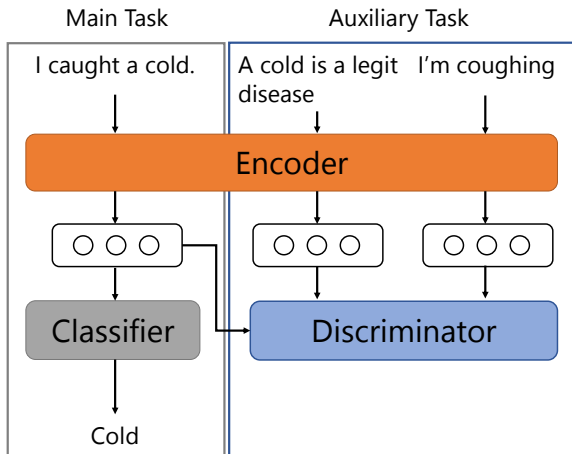 Main Task
Auxiliary Task
I caught a cold.
A cold is a legit
disease
I'm coughing
Encoder
Classifier
Discriminator
Cold